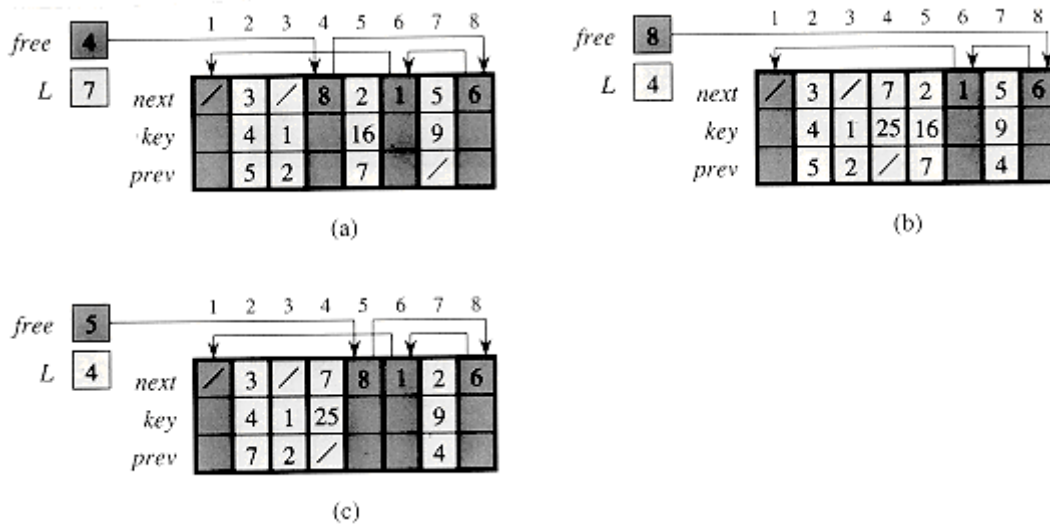 1 2 3 4 5 6 7 8
free 4
L 7
next / 3 / 8 2 1 5 6
key 4 1 16 9
prev 5 2 7 /
(a)
1 2 3 4 5 6 7 8
free 8
L 4
next / 3 / 7 2 1 5 6
key 4 1 25 16 9
prev 5 2 / 7 4
(b)
1 2 3 4 5 6 7 8
free 5
L 4
next / 3 / 7 8 1 2 6
key 4 1 25 9
prev 7 2 / 4
(c)